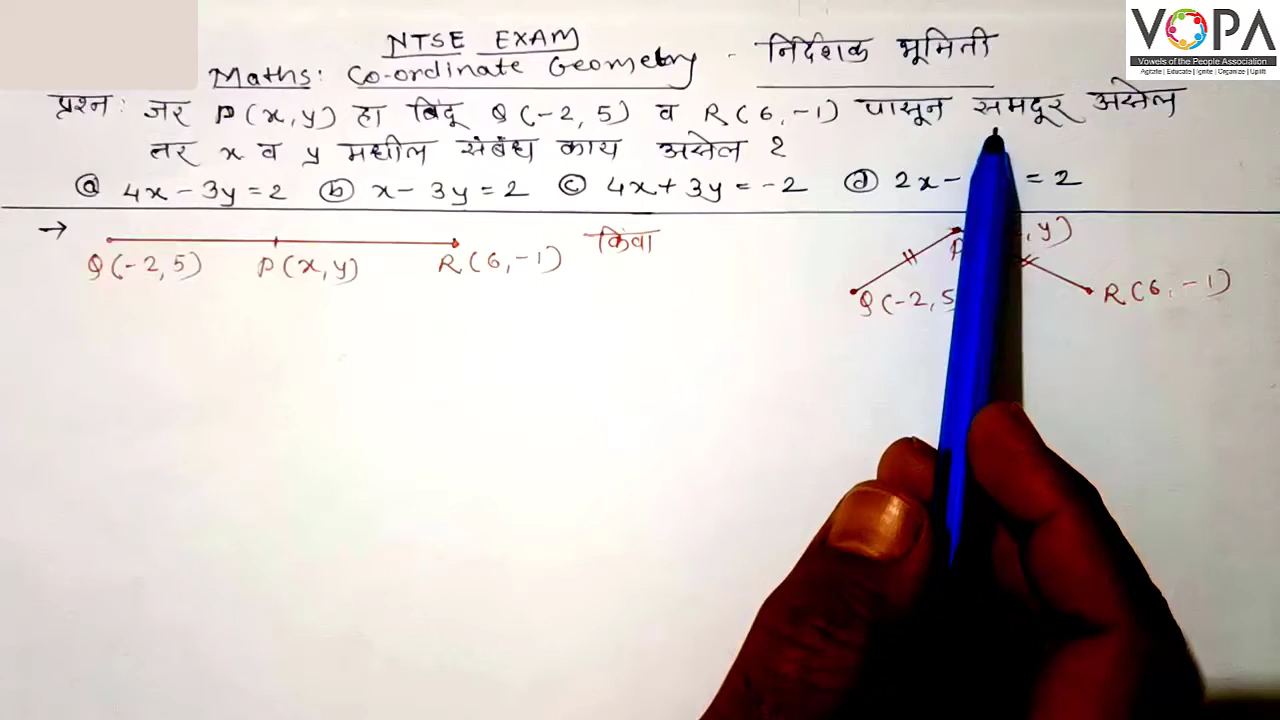 NTSE EXAM
Maths: Co-ordinate Geometry - निर्देशक भूमिती
प्रश्न: जर P(x,y) हा बिंदू Q(-2,5) व R(6,-1) पासून समदूर असेल
तर x व y मधील संबंध काय असेल ?
(a) 4x-3y=2 (b) x-3y=2 (c) 4x+3y=-2 (d) 2x- =2
→ Q(-2,5) P(x,y) R(6,-1) किंवा P ,y)
Q(-2,5 R(6,-1)
VOPA
Vowels of the People Association
Agitate | Educate | Ignite | Organize | Uplift